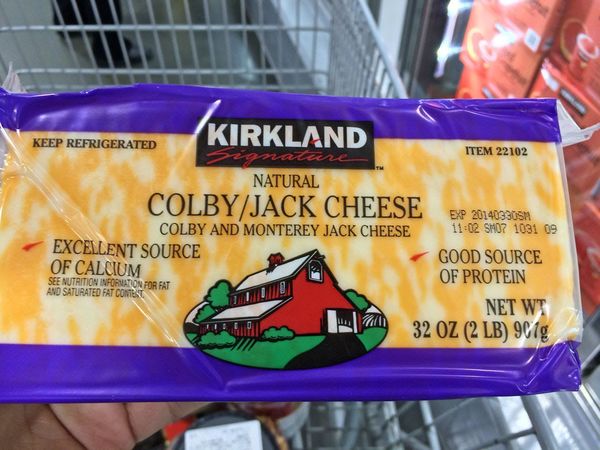 KEEP REFRIGERATED
KIRKLAND
Signature™
ITEM 22102
NATURAL
COLBY/JACK CHEESE
COLBY AND MONTEREY JACK CHEESE
EXP 20140330SM
11:02 SM07 1031 09
EXCELLENT SOURCE
OF CALCIUM
SEE NUTRITION INFORMATION FOR FAT
AND SATURATED FAT CONTENT.
GOOD SOURCE
OF PROTEIN
NET WT
32 OZ (2 LB) 907g